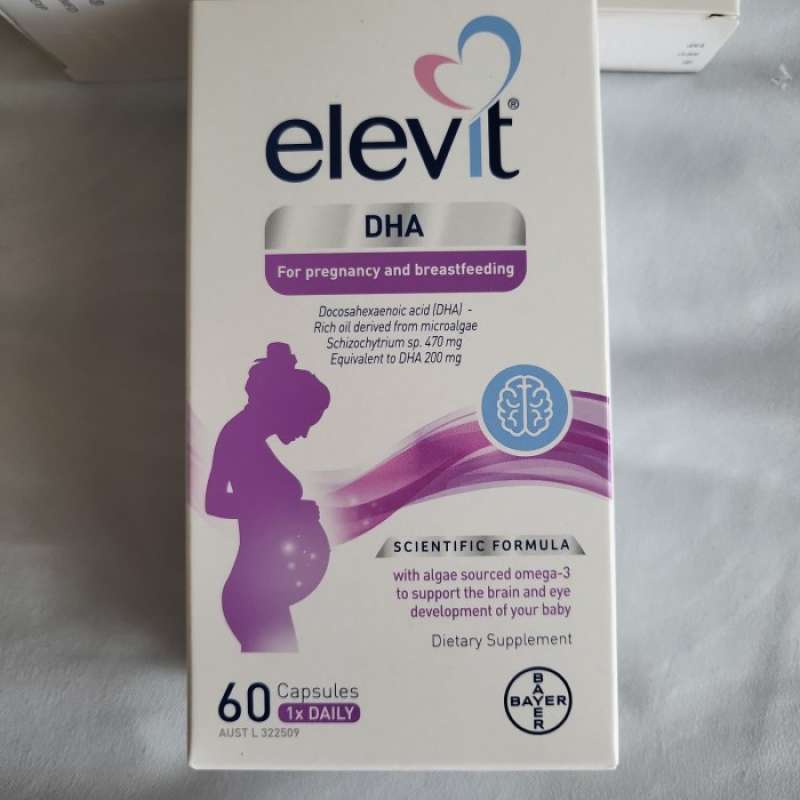 elevit®
DHA
For pregnancy and breastfeeding
Docosahexaenoic acid (DHA) -
Rich oil derived from microalgae
Schizochytrium sp. 470 mg
Equivalent to DHA 200 mg
SCIENTIFIC FORMULA
with algae sourced omega-3
to support the brain and eye
development of your baby
Dietary Supplement
60 Capsules
1x DAILY
AUST L 322509
BAYER
BAYER